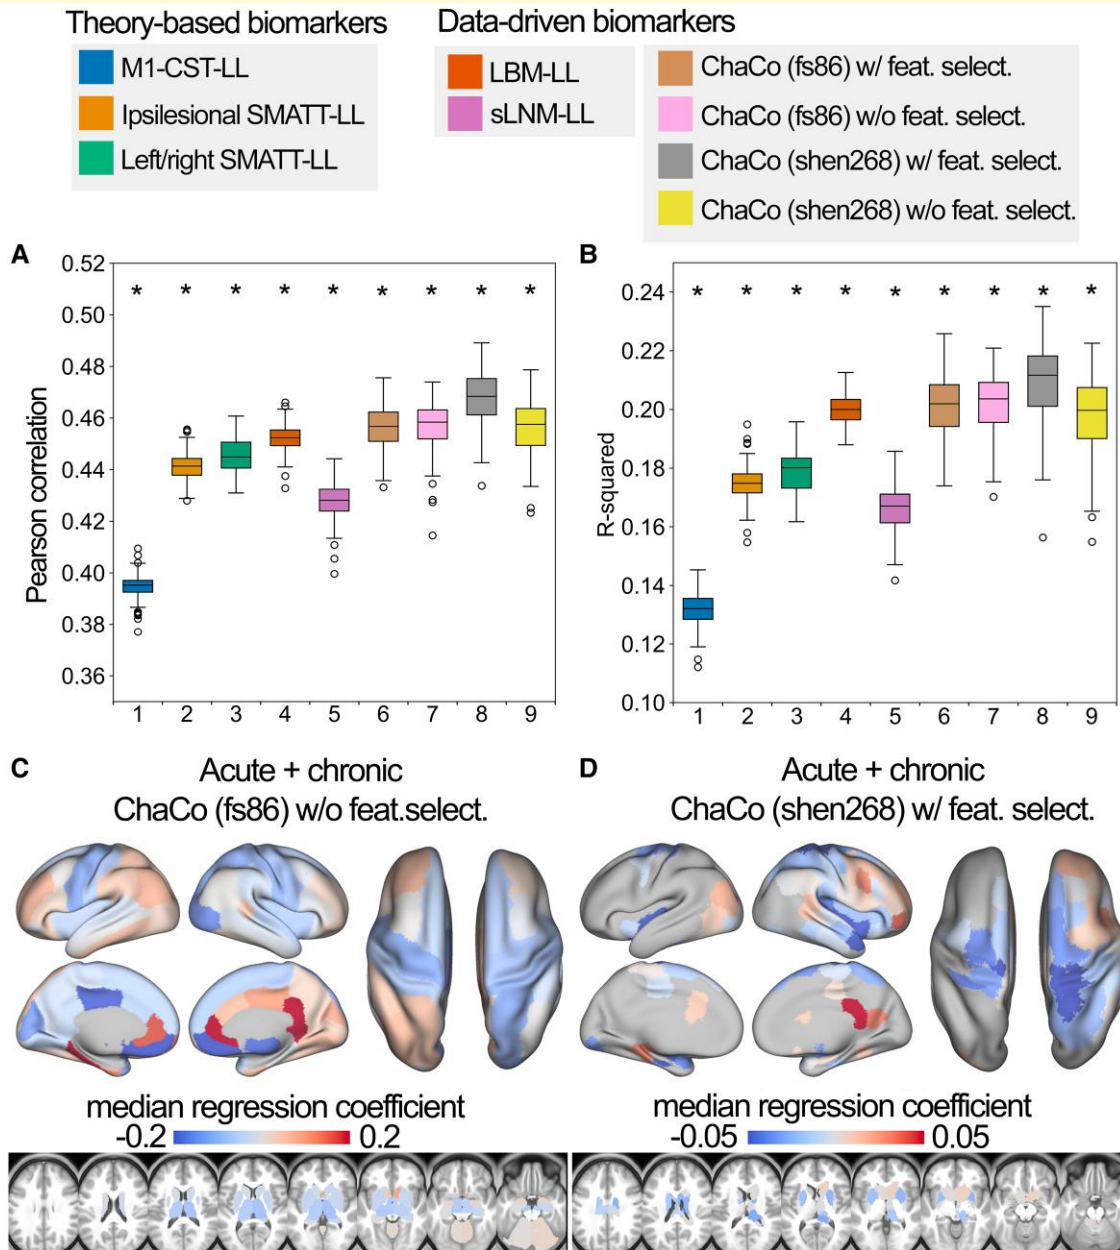 Theory-based biomarkers
M1-CST-LL
Ipsilesional SMATT-LL
Left/right SMATT-LL
Data-driven biomarkers
LBM-LL
sLNM-LL
ChaCo (fs86) w/ feat. select.
ChaCo (fs86) w/o feat. select.
ChaCo (shen268) w/ feat. select.
ChaCo (shen268) w/o feat. select.
A
Pearson correlation
0.52
0.50
0.48
0.46
0.44
0.42
0.40
0.38
0.36
* * * * * * * * *
1 2 3 4 5 6 7 8 9
B
R-squared
0.24
0.22
0.20
0.18
0.16
0.14
0.12
0.10
* * * * * * * * *
1 2 3 4 5 6 7 8 9
C
Acute + chronic
ChaCo (fs86) w/o feat.select.
median regression coefficient
-0.2 0.2
D
Acute + chronic
ChaCo (shen268) w/ feat. select.
median regression coefficient
-0.05 0.05